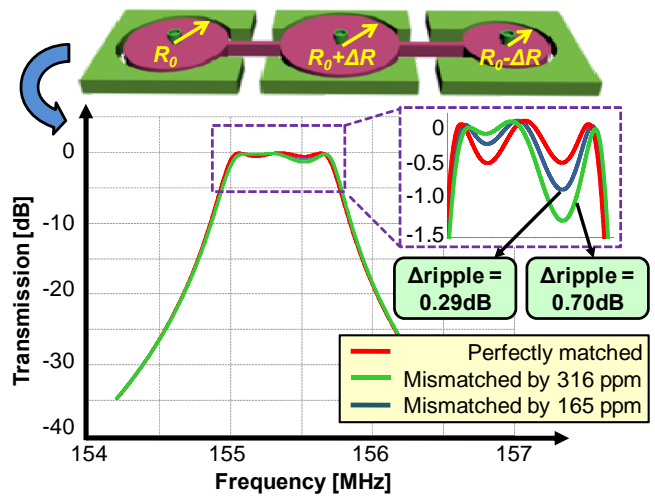 R0
R0+ΔR
R0-ΔR
Transmission [dB]
0
-10
-20
-30
-40
0
-0.5
-1.0
-1.5
Δripple =
0.29dB
Δripple =
0.70dB
Perfectly matched
Mismatched by 316 ppm
Mismatched by 165 ppm
154
155
156
157
Frequency [MHz]